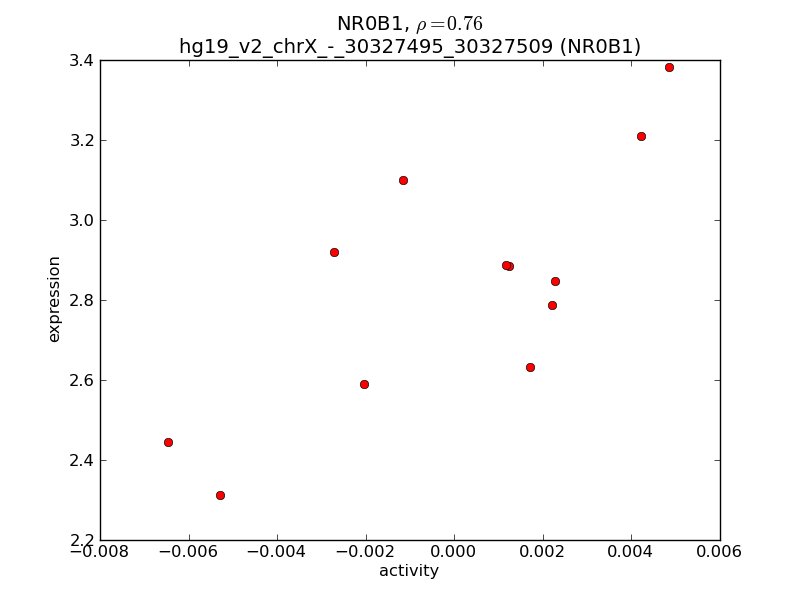 NR0B1, ρ=0.76
hg19_v2_chrX_-_30327495_30327509 (NR0B1)
3.4
3.2
3.0
2.8
2.6
2.4
2.2
expression
−0.008 −0.006 −0.004 −0.002 0.000 0.002 0.004 0.006
activity